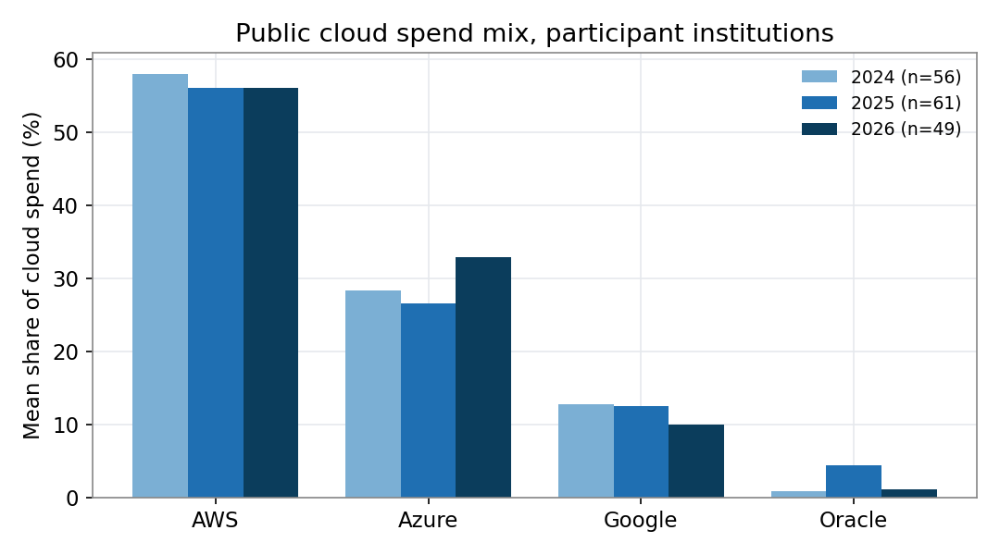 Public cloud spend mix, participant institutions
Mean share of cloud spend (%)
60
50
40
30
20
10
0
2024 (n=56)
2025 (n=61)
2026 (n=49)
AWS
Azure
Google
Oracle